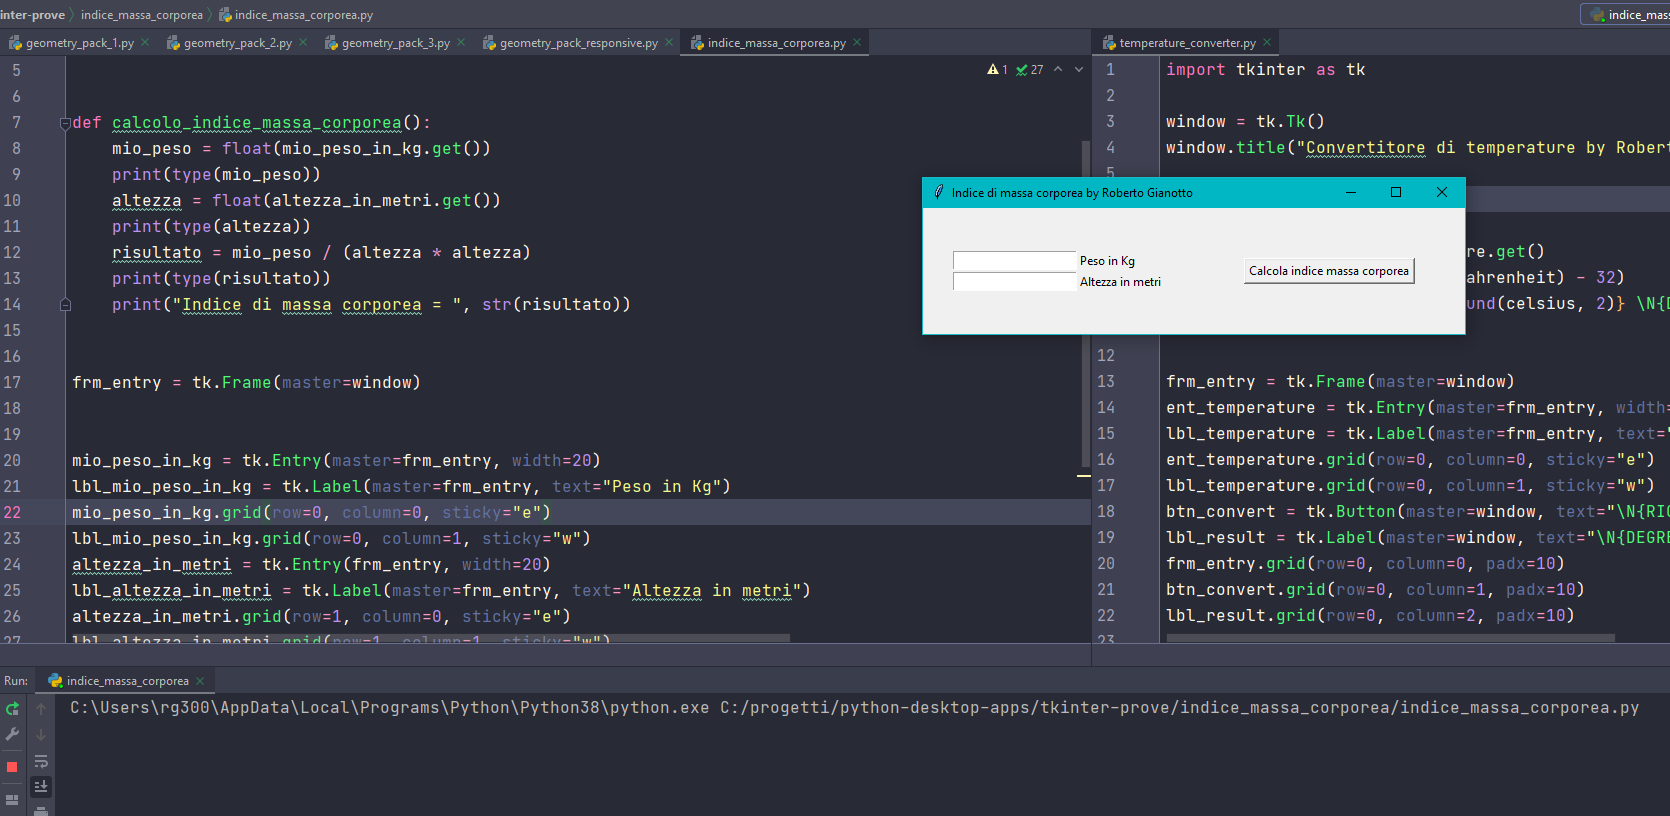 inter-prove indice_massa_corporea indice_massa_corporea.py
indice_mas
geometry_pack_1.py geometry_pack_2.py geometry_pack_3.py geometry_pack_responsive.py indice_massa_corporea.py
1 27
5
6
7 def calcolo_indice_massa_corporea():
8 mio_peso = float(mio_peso_in_kg.get())
9 print(type(mio_peso))
10 altezza = float(altezza_in_metri.get())
11 print(type(altezza))
12 risultato = mio_peso / (altezza * altezza)
13 print(type(risultato))
14 print("Indice di massa corporea = ", str(risultato))
15
16
17 frm_entry = tk.Frame(master=window)
18
19
20 mio_peso_in_kg = tk.Entry(master=frm_entry, width=20)
21 lbl_mio_peso_in_kg = tk.Label(master=frm_entry, text="Peso in Kg")
22 mio_peso_in_kg.grid(row=0, column=0, sticky="e")
23 lbl_mio_peso_in_kg.grid(row=0, column=1, sticky="w")
24 altezza_in_metri = tk.Entry(frm_entry, width=20)
25 lbl_altezza_in_metri = tk.Label(master=frm_entry, text="Altezza in metri")
26 altezza_in_metri.grid(row=1, column=0, sticky="e")
27 lbl_altezza_in_metri.grid(row=1, column=1, sticky="w")
temperature_converter.py
1 import tkinter as tk
2
3 window = tk.Tk()
4 window.title("Convertitore di temperature by Robert
5
Indice di massa corporea by Roberto Gianotto
Peso in Kg
Altezza in metri
Calcola indice massa corporea
re.get()
ahrenheit) - 32)
und(celsius, 2)} \N{D
12
13 frm_entry = tk.Frame(master=window)
14 ent_temperature = tk.Entry(master=frm_entry, width=
15 lbl_temperature = tk.Label(master=frm_entry, text="
16 ent_temperature.grid(row=0, column=0, sticky="e")
17 lbl_temperature.grid(row=0, column=1, sticky="w")
18 btn_convert = tk.Button(master=window, text="\N{RIG
19 lbl_result = tk.Label(master=window, text="\N{DEGRE
20 frm_entry.grid(row=0, column=0, padx=10)
21 btn_convert.grid(row=0, column=1, padx=10)
22 lbl_result.grid(row=0, column=2, padx=10)
23
Run: indice_massa_corporea
C:\Users\rg300\AppData\Local\Programs\Python\Python38\python.exe C:/progetti/python-desktop-apps/tkinter-prove/indice_massa_corporea/indice_massa_corporea.py